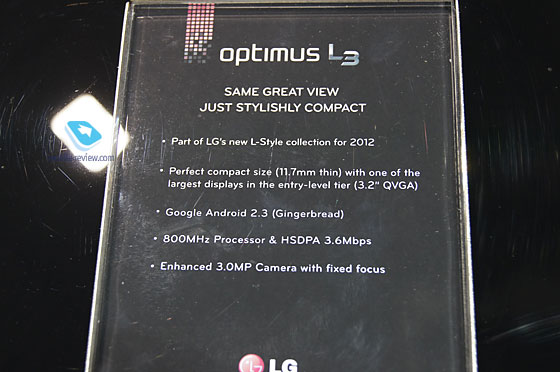 optimus L3
SAME GREAT VIEW
JUST STYLISHLY COMPACT
• Part of LG's new L-Style collection for 2012
• Perfect compact size (11.7mm thin) with one of the
largest displays in the entry-level tier (3.2" QVGA)
• Google Android 2.3 (Gingerbread)
• 800MHz Processor & HSDPA 3.6Mbps
• Enhanced 3.0MP Camera with fixed focus
LG